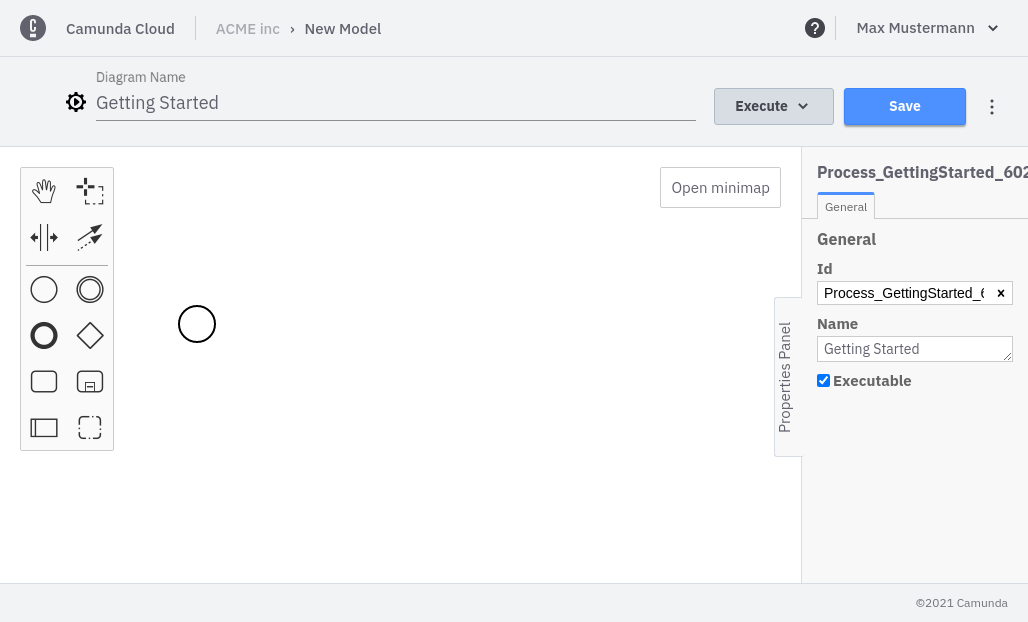 Camunda Cloud
ACME inc › New Model
Max Mustermann
Diagram Name
Getting Started
Execute
Save
Open minimap
Properties Panel
Process_GettingStarted_602
General
General
Id
Process_GettingStarted_6
Name
Getting Started
Executable
©2021 Camunda